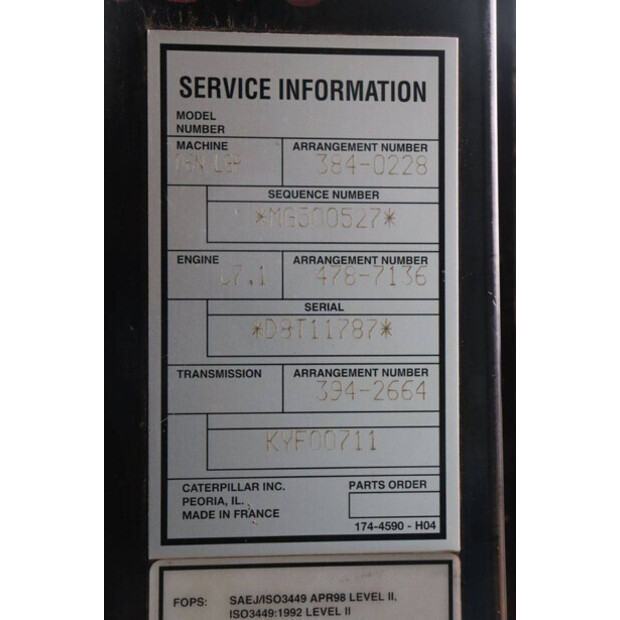 SERVICE INFORMATION
MODEL
NUMBER
MACHINE ARRANGEMENT NUMBER
LGP 384-0228
SEQUENCE NUMBER
*MG300527*
ENGINE ARRANGEMENT NUMBER
C7.1 478-7136
SERIAL
*D8T11787*
TRANSMISSION ARRANGEMENT NUMBER
394-2664
KYF00711
CATERPILLAR INC. PARTS ORDER
PEORIA, IL.
MADE IN FRANCE
174-4590 - H04
FOPS: SAEJ/ISO3449 APR98 LEVEL II,
ISO3449:1992 LEVEL II